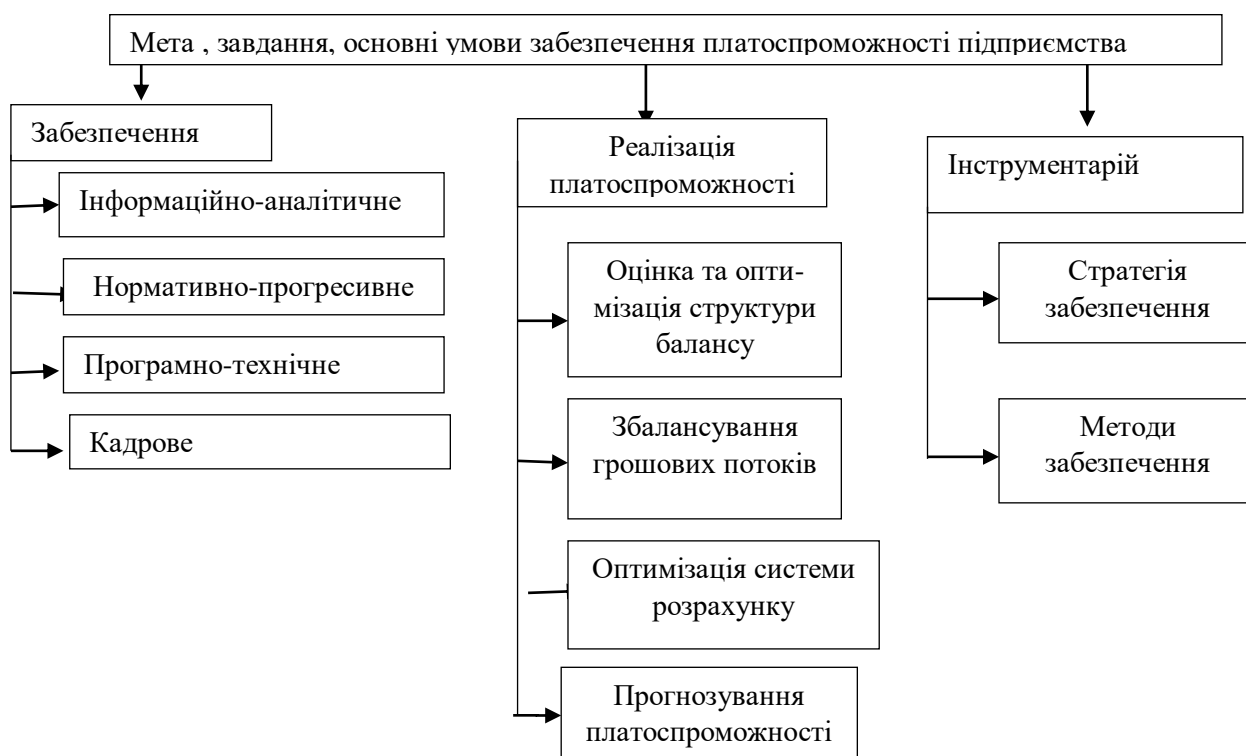 Мета , завдання, основні умови забезпечення платоспроможності підприємства
Забезпечення
Інформаційно-аналітичне
Нормативно-прогресивне
Програмно-технічне
Кадрове
Реалізація
платоспроможності
Оцінка та опти-
мізація структури
балансу
Збалансування
грошових потоків
Оптимізація системи
розрахунку
Прогнозування
платоспроможності
Інструментарій
Стратегія
забезпечення
Методи
забезпечення